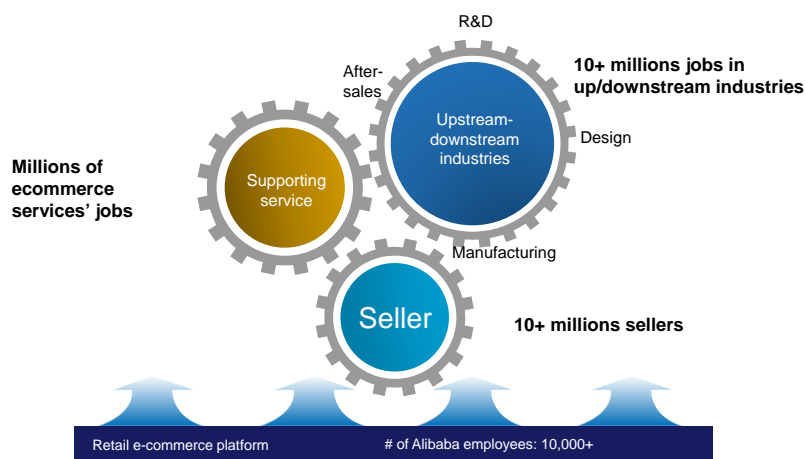 R&D
After-
sales
10+ millions jobs in
up/downstream industries
Upstream-
downstream
industries
Design
Millions of
ecommerce
services’ jobs
Supporting
service
Manufacturing
Seller
10+ millions sellers
Retail e-commerce platform
# of Alibaba employees: 10,000+